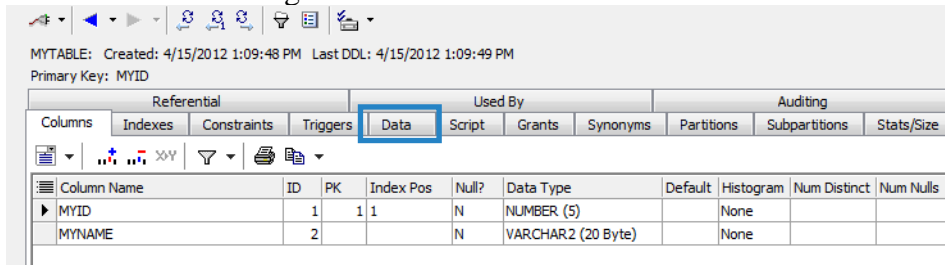 MYTABLE: Created: 4/15/2012 1:09:48 PM Last DDL: 4/15/2012 1:09:49 PM
Primary Key: MYID
Referential Used By Auditing
Columns Indexes Constraints Triggers Data Script Grants Synonyms Partitions Subpartitions Stats/Size
X›Y
Column Name ID PK Index Pos Null? Data Type Default Histogram Num Distinct Num Nulls
MYID 1 1 1 N NUMBER (5) None
MYNAME 2 N VARCHAR2 (20 Byte) None